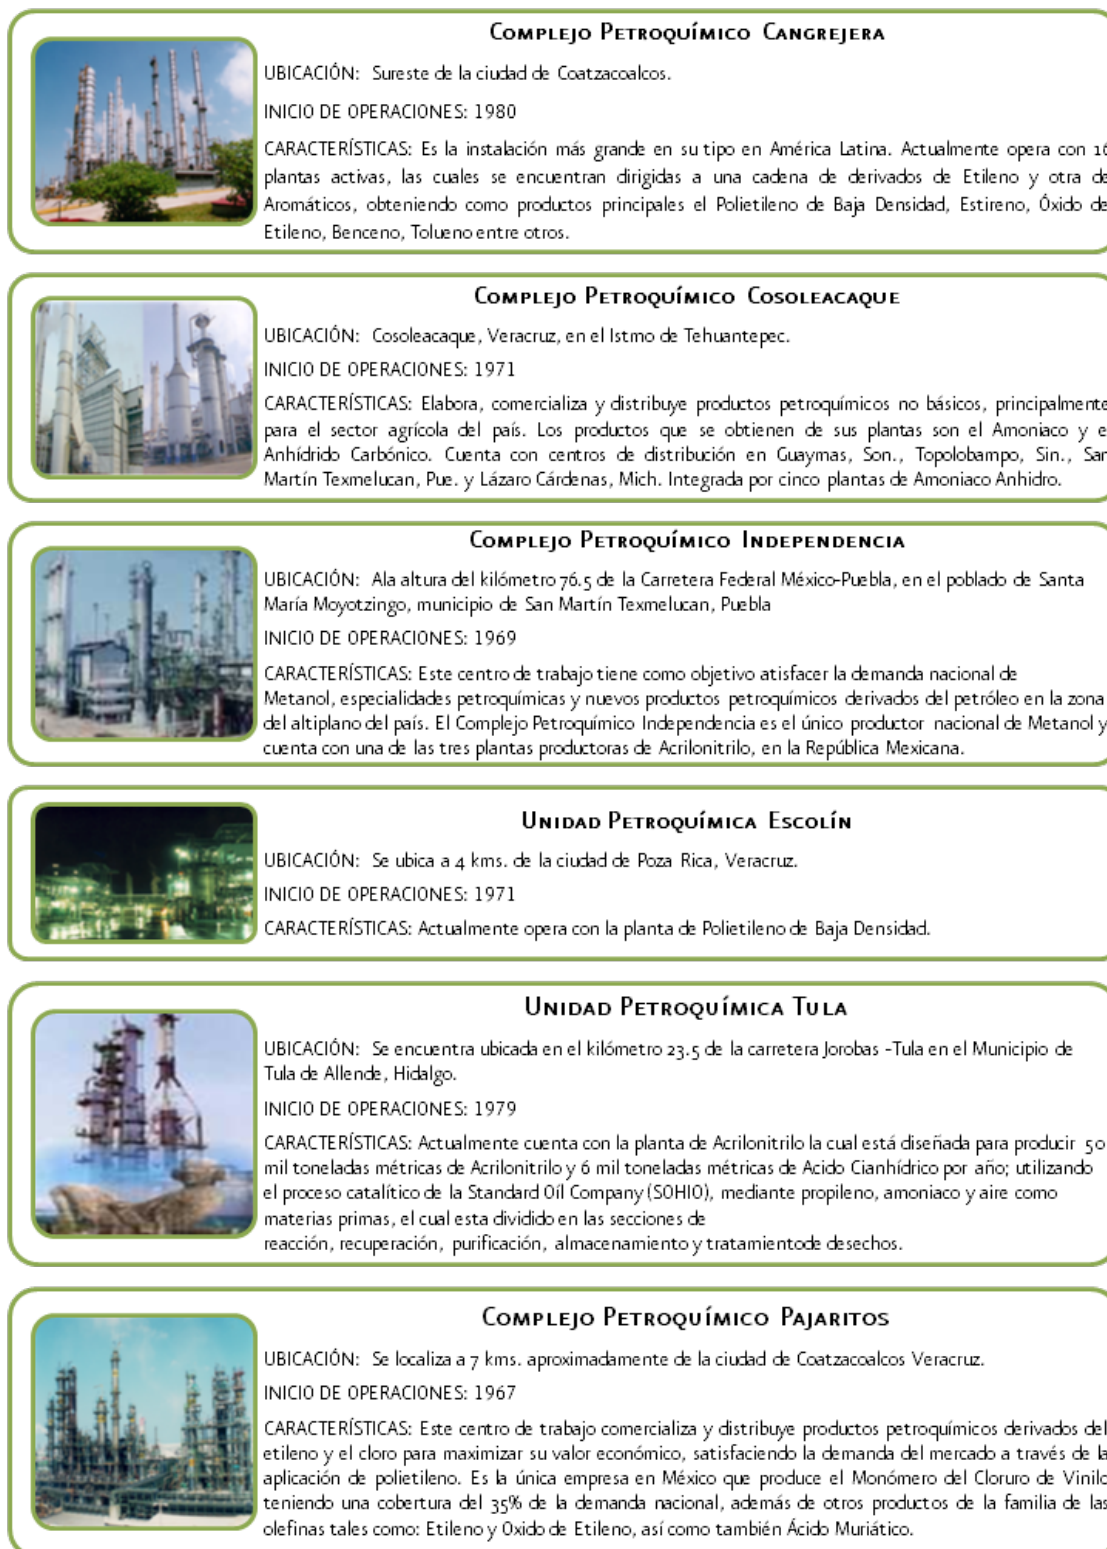 Complejo Petroquímico Cangrejera
UBICACIÓN: Sureste de la ciudad de Coatzacoalcos.
INICIO DE OPERACIONES: 1980
CARACTERÍSTICAS: Es la instalación más grande en su tipo en América Latina. Actualmente opera con 16
plantas activas, las cuales se encuentran dirigidas a una cadena de derivados de Etileno y otra de
Aromáticos, obteniendo como productos principales el Polietileno de Baja Densidad, Estireno, Óxido de
Etileno, Benceno, Tolueno entre otros.
Complejo Petroquímico Cosoleacaque
UBICACIÓN: Cosoleacaque, Veracruz, en el Istmo de Tehuantepec.
INICIO DE OPERACIONES: 1971
CARACTERÍSTICAS: Elabora, comercializa y distribuye productos petroquímicos no básicos, principalmente
para el sector agrícola del país. Los productos que se obtienen de sus plantas son el Amoniaco y e
Anhídrido Carbónico. Cuenta con centros de distribución en Guaymas, Son., Topolobampo, Sin., San
Martín Texmelucan, Pue. y Lázaro Cárdenas, Mich. Integrada por cinco plantas de Amoniaco Anhidro.
Complejo Petroquímico Independencia
UBICACIÓN: Ala altura del kilómetro 76.5 de la Carretera Federal México-Puebla, en el poblado de Santa
María Moyotzingo, municipio de San Martín Texmelucan, Puebla
INICIO DE OPERACIONES: 1969
CARACTERÍSTICAS: Este centro de trabajo tiene como objetivo atisfacer la demanda nacional de
Metanol, especialidades petroquímicas y nuevos productos petroquímicos derivados del petróleo en la zona
del altiplano del país. El Complejo Petroquímico Independencia es el único productor nacional de Metanol y
cuenta con una de las tres plantas productoras de Acrilonitrilo, en la República Mexicana.
Unidad Petroquímica Escolín
UBICACIÓN: Se ubica a 4 kms. de la ciudad de Poza Rica, Veracruz.
INICIO DE OPERACIONES: 1971
CARACTERÍSTICAS: Actualmente opera con la planta de Polietileno de Baja Densidad.
Unidad Petroquímica Tula
UBICACIÓN: Se encuentra ubicada en el kilómetro 23.5 de la carretera Jorobas -Tula en el Municipio de
Tula de Allende, Hidalgo.
INICIO DE OPERACIONES: 1979
CARACTERÍSTICAS: Actualmente cuenta con la planta de Acrilonitrilo la cual está diseñada para producir 50
mil toneladas métricas de Acrilonitrilo y 6 mil toneladas métricas de Acido Cianhídrico por año; utilizando
el proceso catalítico de la Standard Oíl Company (SOHIO), mediante propileno, amoniaco y aire como
materias primas, el cual esta dividido en las secciones de
reacción, recuperación, purificación, almacenamiento y tratamientode desechos.
Complejo Petroquímico Pajaritos
UBICACIÓN: Se localiza a 7 kms. aproximadamente de la ciudad de Coatzacoalcos Veracruz.
INICIO DE OPERACIONES: 1967
CARACTERÍSTICAS: Este centro de trabajo comercializa y distribuye productos petroquímicos derivados del
etileno y el cloro para maximizar su valor económico, satisfaciendo la demanda del mercado a través de la
aplicación de polietileno. Es la única empresa en México que produce el Monómero del Cloruro de Vinilo
teniendo una cobertura del 35% de la demanda nacional, además de otros productos de la familia de las
olefinas tales como: Etileno y Oxido de Etileno, así como también Ácido Muriático.